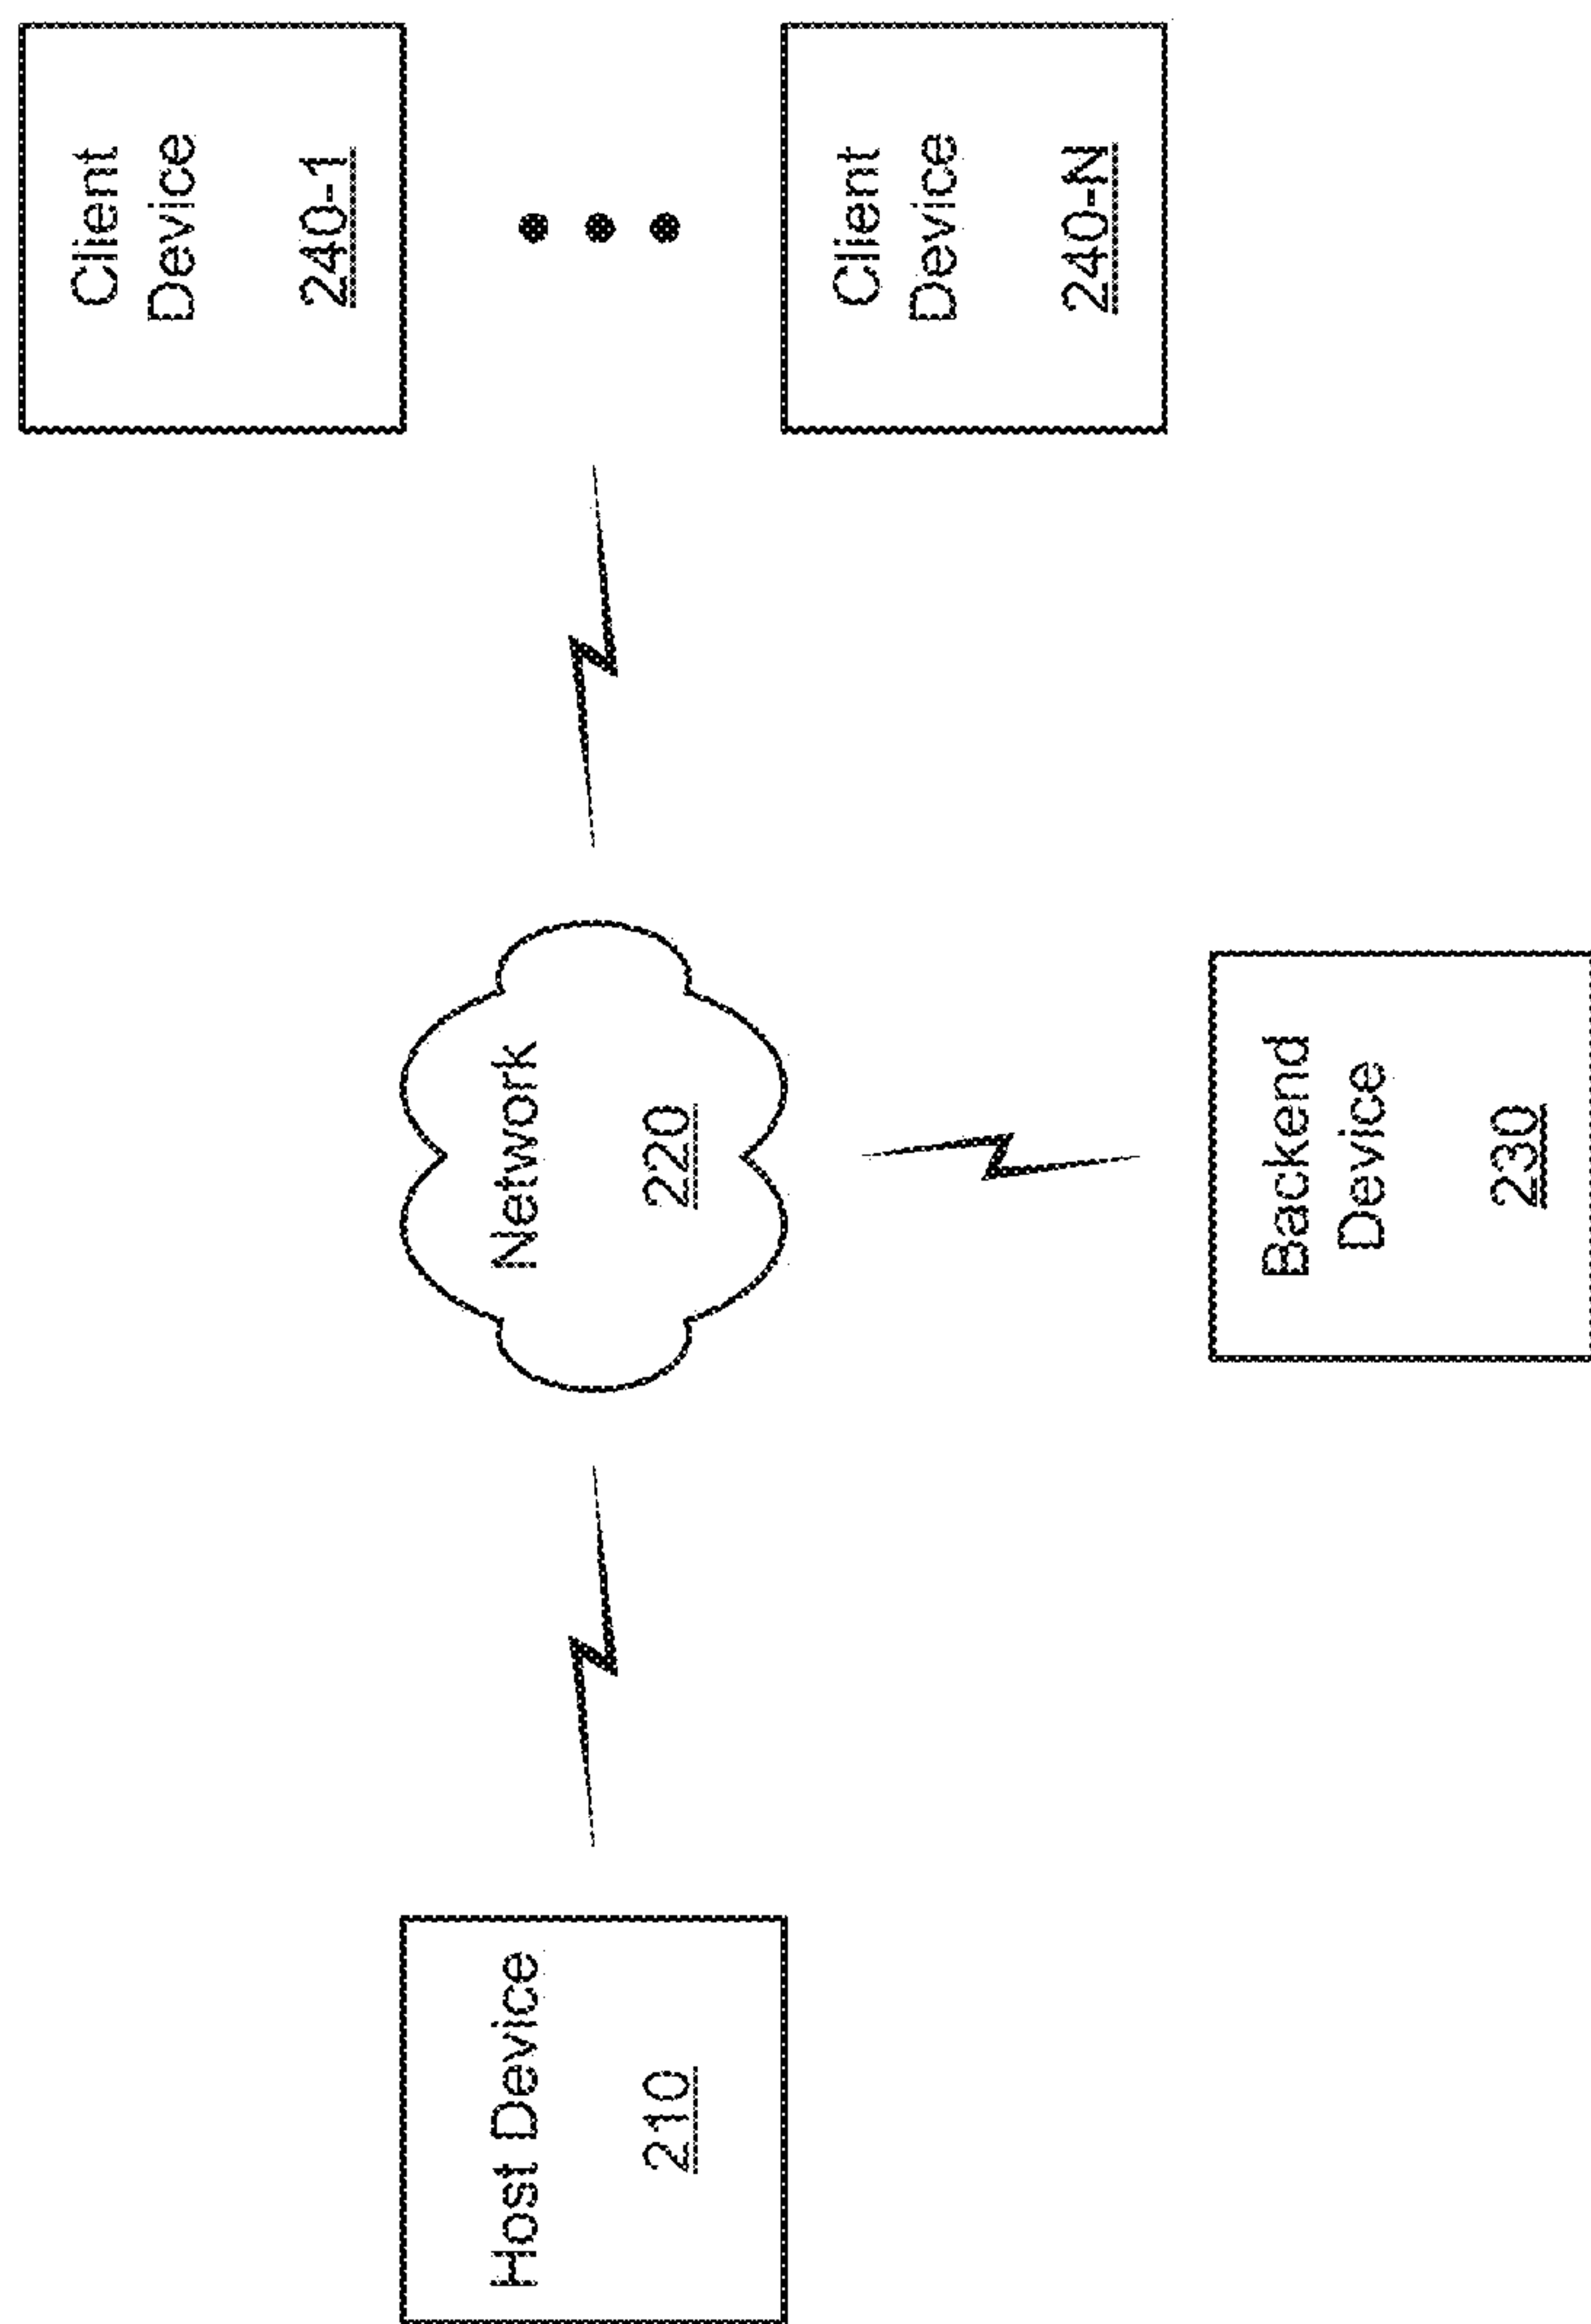 Host Device
210
Network
220
Backend
Device
230
Client
Device
240-1
Client
Device
240-N